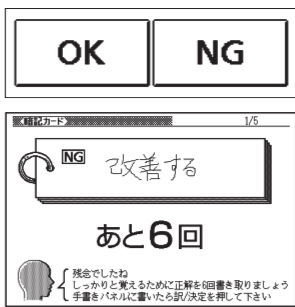 OK NG
暗記カード 1/5
NG 改善する
あと6回
残念でしたね
しっかりと覚えるために正解を6回書き取りましょう
手書きパネルに書いたら訳/決定を押して下さい